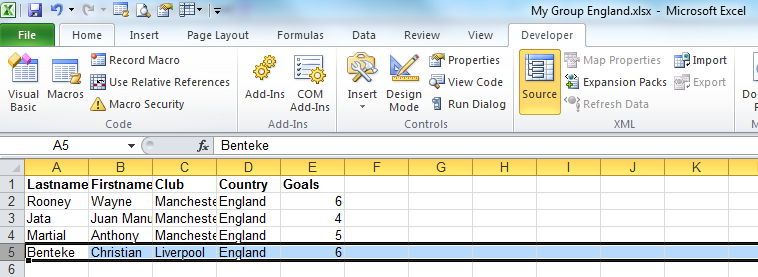 My Group England.xlsx - Microsoft Excel
File Home Insert Page Layout Formulas Data Review View Developer
Visual Basic
Macros
Record Macro
Use Relative References
Macro Security
Code
Add-Ins
COM Add-Ins
Add-Ins
Insert
Design Mode
Properties
View Code
Run Dialog
Controls
Source
Map Properties
Expansion Packs
Refresh Data
Import
Export
XML
A5 fx Benteke
A B C D E F G H I J K
1 Lastname Firstname Club Country Goals
2 Rooney Wayne Mancheste England 6
3 Jata Juan Manu Mancheste England 4
4 Martial Anthony Mancheste England 5
5 Benteke Christian Liverpool England 6
6